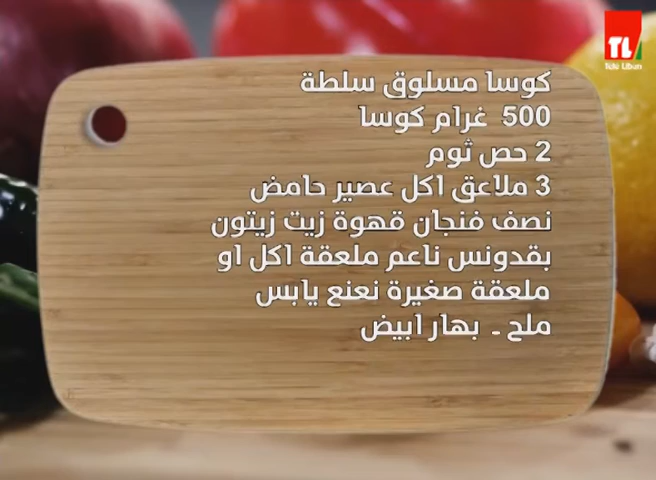 TL
Télé Liban
كوسا مسلوق سلطة
500 غرام كوسا
2 حص ثوم
3 ملاعق اكل عصير حامض
نصف فنجان قهوة زيت زيتون
بقدونس ناعم ملعقة اكل او
ملعقة صغيرة نعنع يابس
ملح - بهار ابيض